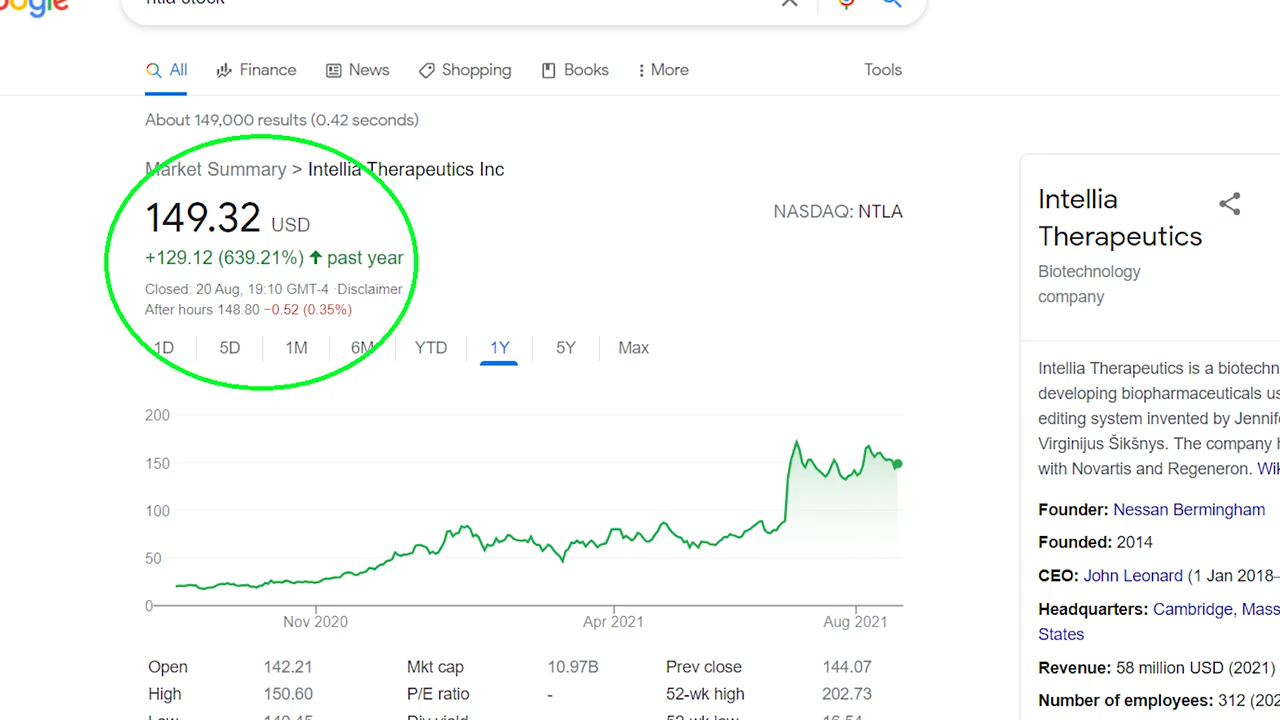 ntla stock
All
Finance
News
Shopping
Books
More
Tools
About 149,000 results (0.42 seconds)
Market Summary > Intellia Therapeutics Inc
149.32 USD
NASDAQ: NTLA
+129.12 (639.21%) past year
Closed: 20 Aug, 19:10 GMT-4 ·Disclaimer
After hours 148.80 −0.52 (0.35%)
1D 5D 1M 6M YTD 1Y 5Y Max
200
150
100
50
0
Nov 2020 Apr 2021 Aug 2021
Open 142.21 Mkt cap 10.97B Prev close 144.07
High 150.60 P/E ratio - 52-wk high 202.73
Intellia
Therapeutics
Biotechnology
company
Intellia Therapeutics is a
developing biopharmaceuticals
editing system invented by
Virginijus Šikšnys. The company
with Novartis and Regeneron.
Founder: Nessan Bermingham
Founded: 2014
CEO: John Leonard (1 Jan 2018–
Headquarters: Cambridge,
States
Revenue: 58 million USD (2021)
Number of employees: 312